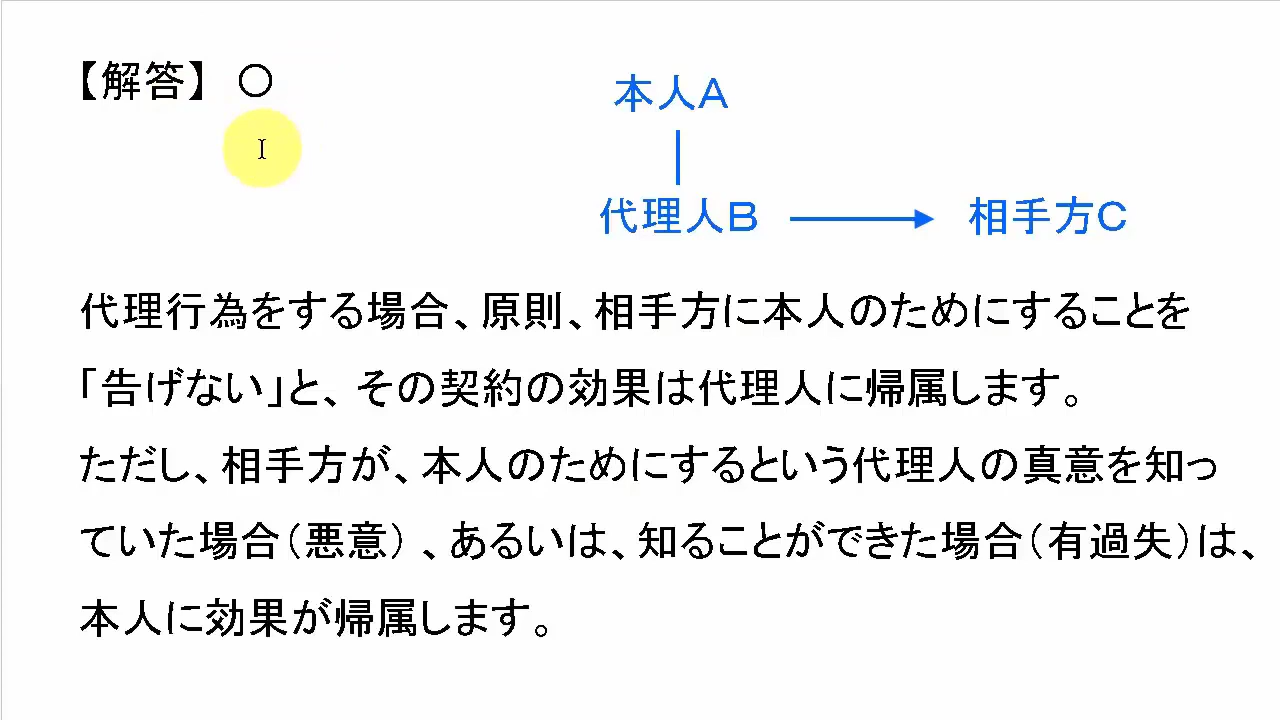 【解答】 ○
本人A
代理人B
相手方C
代理行為をする場合、原則、相手方に本人のためにすることを
「告げない」と、その契約の効果は代理人に帰属します。
ただし、相手方が、本人のためにするという代理人の真意を知っ
ていた場合(悪意)、あるいは、知ることができた場合(有過失)は、
本人に効果が帰属します。